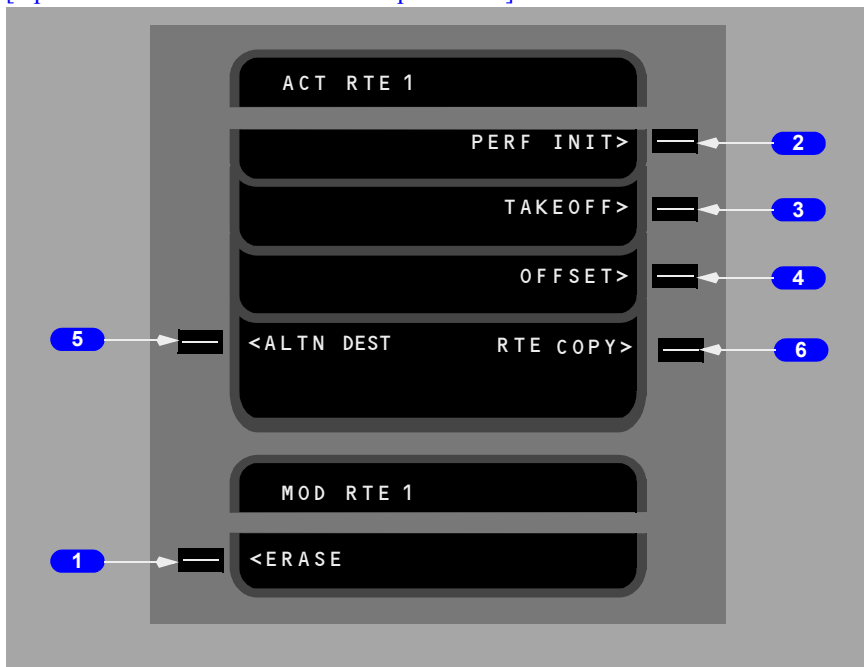 ACT RTE 1
PERF INIT>
2
TAKEOFF>
3
OFFSET>
4
5
<ALTN DEST RTE COPY>
6
MOD RTE 1
1
<ERASE